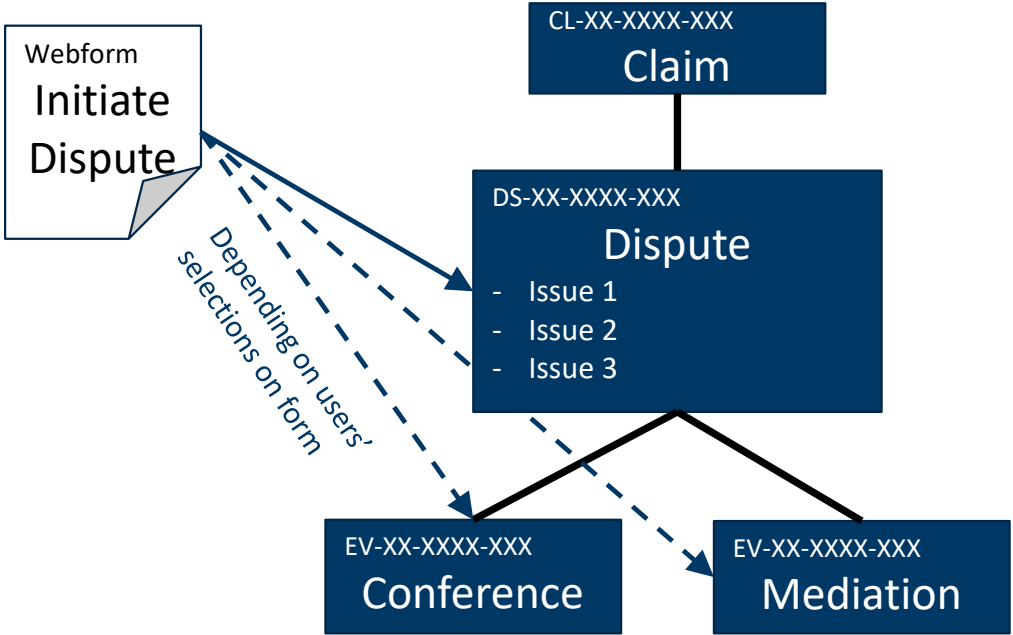 CL-XX-XXXX-XXX
Claim
Webform
Initiate
Dispute
DS-XX-XXXX-XXX
Dispute
- Issue 1
- Issue 2
- Issue 3
Depending on users’
selections on form
EV-XX-XXXX-XXX
Conference
EV-XX-XXXX-XXX
Mediation